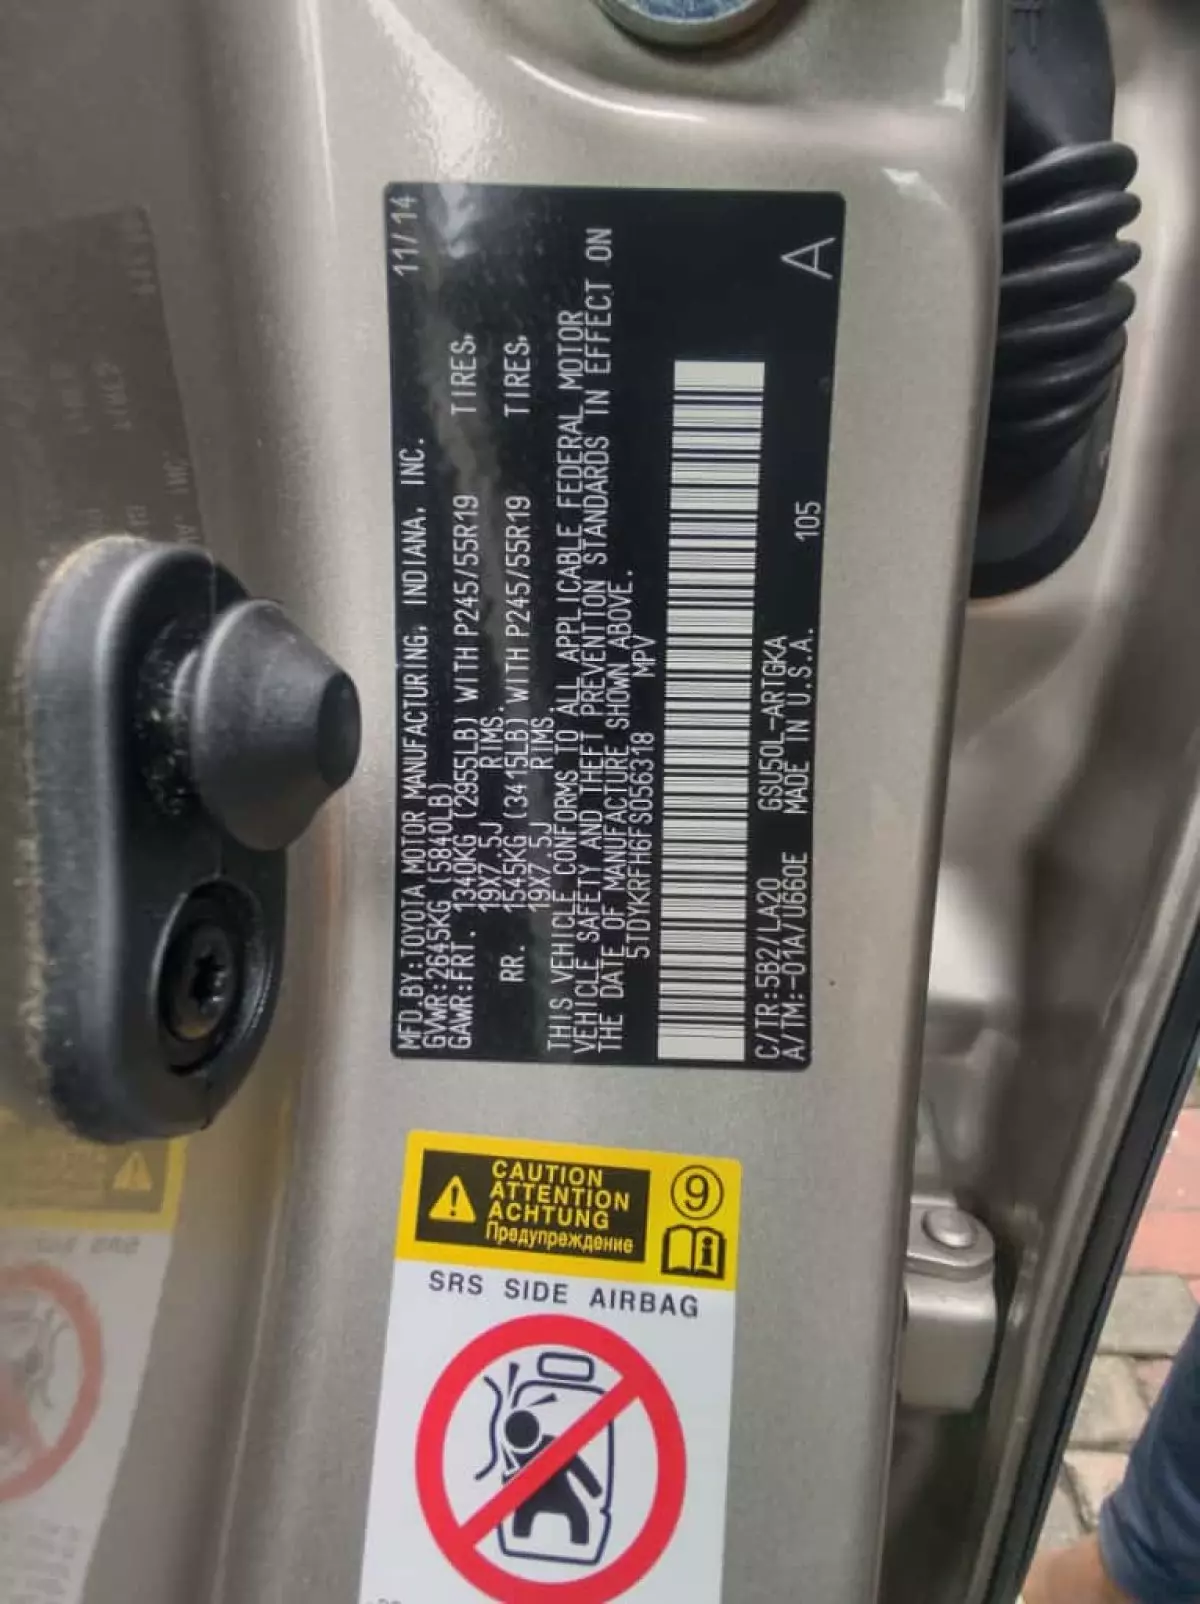 MFD.BY:TOYOTA MOTOR MANUFACTURING, INDIANA, INC. 11/14
GVWR:2645KG (5840LB)
GAWR:FRT. 1340KG (2955LB) WITH P245/55R19 TIRES,
19X7.5J RIMS.
RR. 1545KG (3415LB) WITH P245/55R19 TIRES,
19X7.5J RIMS.
THIS VEHICLE CONFORMS TO ALL APPLICABLE FEDERAL MOTOR
VEHICLE SAFETY AND THEFT PREVENTION STANDARDS IN EFFECT ON
THE DATE OF MANUFACTURE SHOWN ABOVE.
5TDYKRFH6FS056318 MPV
A
C/TR:5B2/LA20 GSU50L-ARTGKA
A/TM:-01A/U660E MADE IN U.S.A. 105
CAUTION
ATTENTION
ACHTUNG
Предупреждение
9
i
SRS SIDE AIRBAG